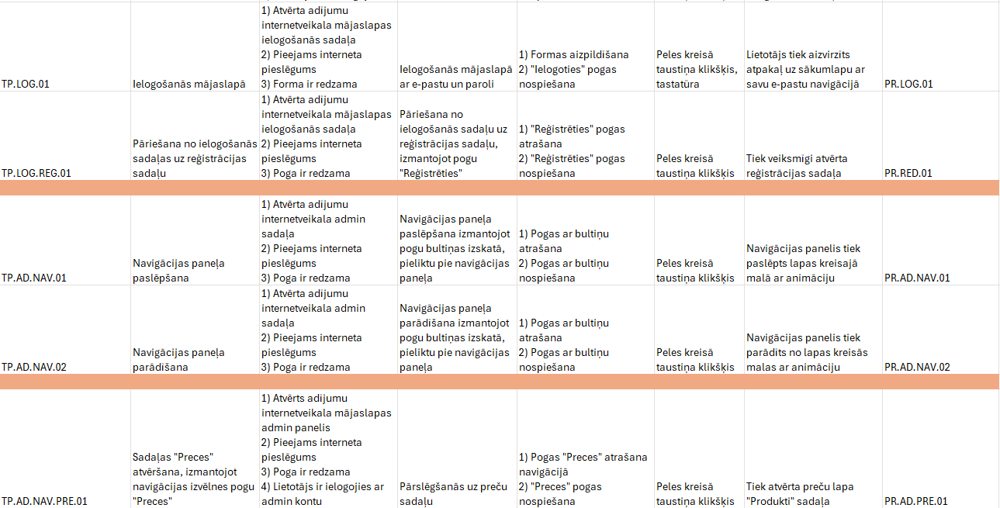 TP.LOG.01
Ielogošanās mājaslapā
1) Atvērta adījumu
internetveikala mājaslapas
ielogošanās sadaļa
2) Pieejams interneta
pieslēgums
3) Forma ir redzama
Ielogošanās mājaslapā
ar e-pastu un paroli
1) Formas aizpildīšana
2) "Ielogoties" pogas
nospiešana
Peles kreisā
taustiņa klikšķis,
tastatūra
Lietotājs tiek aizvirzīts
atpakaļ uz sākumlapu ar
savu e-pastu navigācijā
PR.LOG.01
TP.LOG.REG.01
Pāriešana no ielogošanās
sadaļas uz reģistrācijas
sadaļu
1) Atvērta adījumu
internetveikala mājaslapas
ielogošanās sadaļa
2) Pieejams interneta
pieslēgums
3) Poga ir redzama
Pāriešana no
ielogošanās sadaļu uz
reģistrācijas sadaļu,
izmantojot pogu
"Reģistrēties"
1) "Reģistrēties" pogas
atrašana
2) "Reģistrēties" pogas
nospiešana
Peles kreisā
taustiņa klikšķis
Tiek veiksmīgi atvērta
reģistrācijas sadaļa
PR.RED.01
TP.AD.NAV.01
Navigācijas paneļa
paslēpšana
1) Atvērta adījumu
internetveikala admin
sadaļa
2) Pieejams interneta
pieslēgums
3) Poga ir redzama
Navigācijas paneļa
paslēpšana izmantojot
pogu bultiņas izskatā,
pieliktu pie navigācijas
paneļa
1) Pogas ar bultiņu
atrašana
2) Pogas ar bultiņu
nospiešana
Peles kreisā
taustiņa klikšķis
Navigācijas panelis tiek
paslēpts lapas kreisajā
malā ar animāciju
PR.AD.NAV.01
TP.AD.NAV.02
Navigācijas paneļa
parādīšana
1) Atvērta adījumu
internetveikala admin
sadaļa
2) Pieejams interneta
pieslēgums
3) Poga ir redzama
Navigācijas paneļa
parādīšana izmantojot
pogu bultiņas izskatā,
pieliktu pie navigācijas
paneļa
1) Pogas ar bultiņu
atrašana
2) Pogas ar bultiņu
nospiešana
Peles kreisā
taustiņa klikšķis
Navigācijas panelis tiek
parādīts no lapas kreisās
malas ar animāciju
PR.AD.NAV.02
TP.AD.NAV.PRE.01
Sadaļas "Preces"
atvēršana, izmantojot
navigācijas izvēlnes pogu
"Preces"
1) Atvērts adījumu
internetveikala mājaslapas
admin panelis
2) Pieejams interneta
pieslēgums
3) Poga ir redzama
4) Lietotājs ir ielogojies ar
admin kontu
Pārslēgšanās uz preču
sadaļu
1) Pogas "Preces" atrašana
navigācijā
2) "Preces" pogas
nospiešana
Peles kreisā
taustiņa klikšķis
Tiek atvērta preču lapa
"Produkti" sadaļa
PR.AD.PRE.01